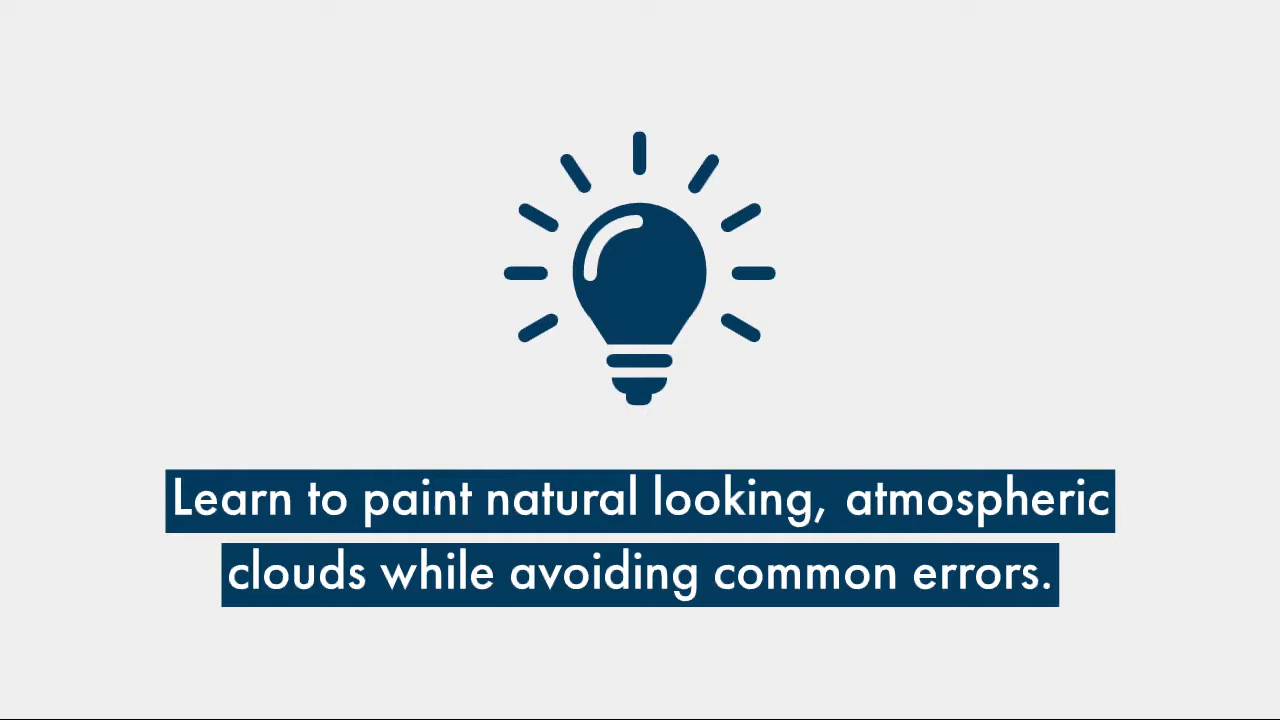 Learn to paint natural looking, atmospheric
clouds while avoiding common errors.